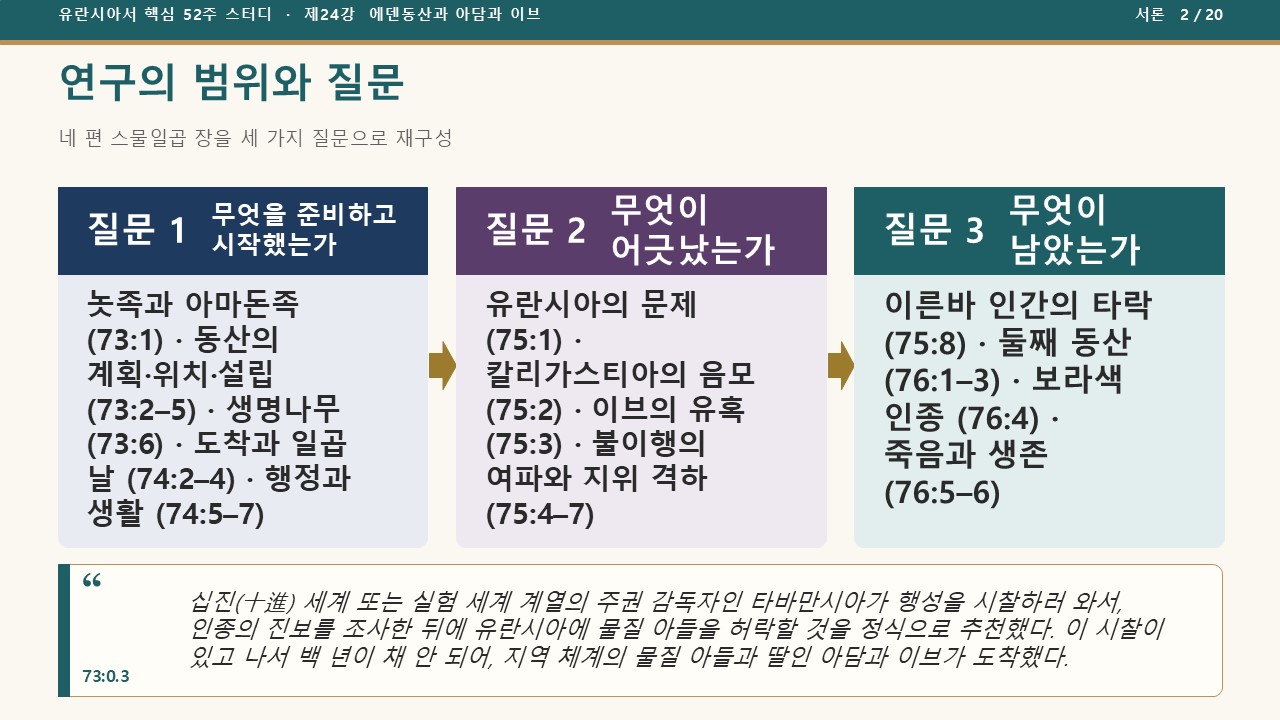 유란시아서 핵심 52주 스터디 · 제24강 에덴동산과 아담과 이브
서론 2 / 20
연구의 범위와 질문
네 편 스물일곱 장을 세 가지 질문으로 재구성
질문 1 무엇을 준비하고
시작했는가
놋족과 아마돈족
(73:1) · 동산의
계획·위치·설립
(73:2–5) · 생명나무
(73:6) · 도착과 일곱
날 (74:2–4) · 행정과
생활 (74:5–7)
질문 2 무엇이
어긋났는가
유란시아의 문제
(75:1) ·
칼리가스티아의 음모
(75:2) · 이브의 유혹
(75:3) · 불이행의
여파와 지위 격하
(75:4–7)
질문 3 무엇이
남았는가
이른바 인간의 타락
(75:8) · 둘째 동산
(76:1–3) · 보라색
인종 (76:4) ·
죽음과 생존
(76:5–6)
“
십진(十進) 세계 또는 실험 세계 계열의 주권 감독자인 타바만시아가 행성을 시찰하러 와서,
인종의 진보를 조사한 뒤에 유란시아에 물질 아들을 허락할 것을 정식으로 추천했다. 이 시찰이
있고 나서 백 년이 채 안 되어, 지역 체계의 물질 아들과 딸인 아담과 이브가 도착했다.
73:0.3